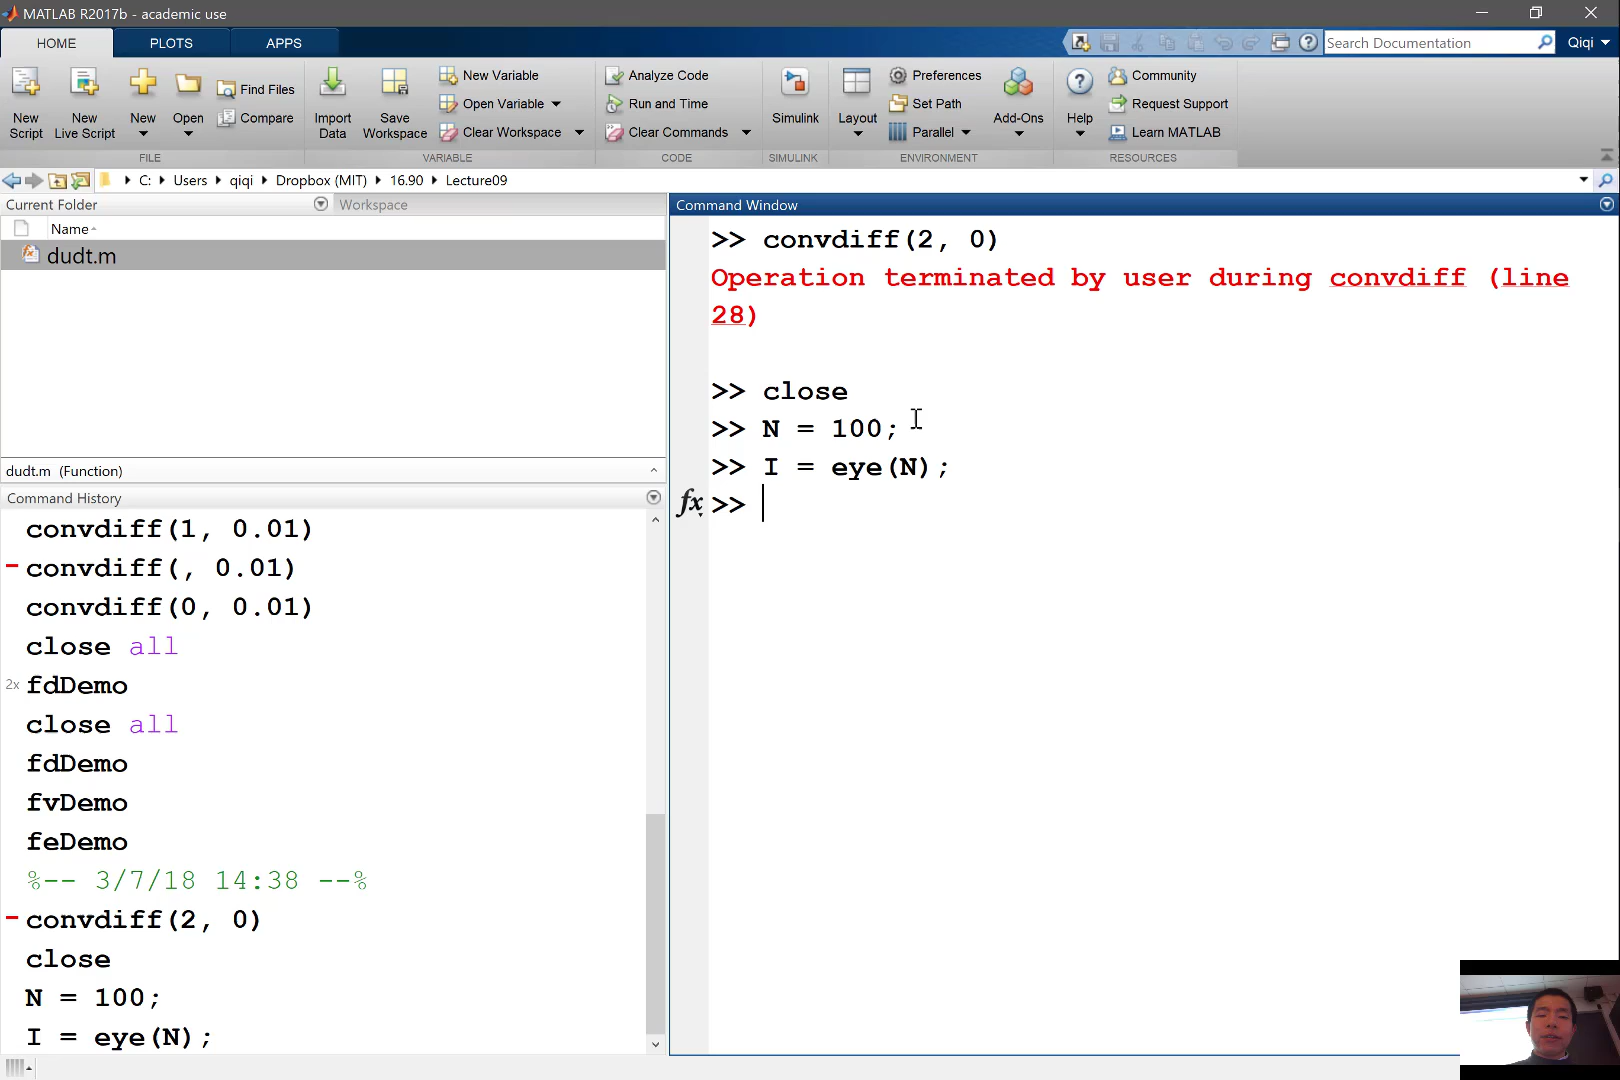 MATLAB R2017b - academic use
HOME PLOTS APPS
Search Documentation
Qiqi
New Script
New Live Script
New
Open
Find Files
Compare
FILE
Import Data
Save Workspace
New Variable
Open Variable
Clear Workspace
VARIABLE
Analyze Code
Run and Time
Clear Commands
CODE
Simulink
SIMULINK
Layout
Preferences
Set Path
Parallel
Add-Ons
ENVIRONMENT
Help
Community
Request Support
Learn MATLAB
RESOURCES
C: Users qiqi Dropbox (MIT) 16.90 Lecture09
Current Folder
Workspace
Name
dudt.m
dudt.m (Function)
Command History
convdiff(1, 0.01)
convdiff(, 0.01)
convdiff(0, 0.01)
close all
2x fdDemo
close all
fdDemo
fvDemo
feDemo
%-- 3/7/18 14:38 --%
convdiff(2, 0)
close
N = 100;
I = eye(N);
Command Window
>> convdiff(2, 0)
Operation terminated by user during convdiff (line
28)
>> close
>> N = 100;
>> I = eye(N);
fx >>